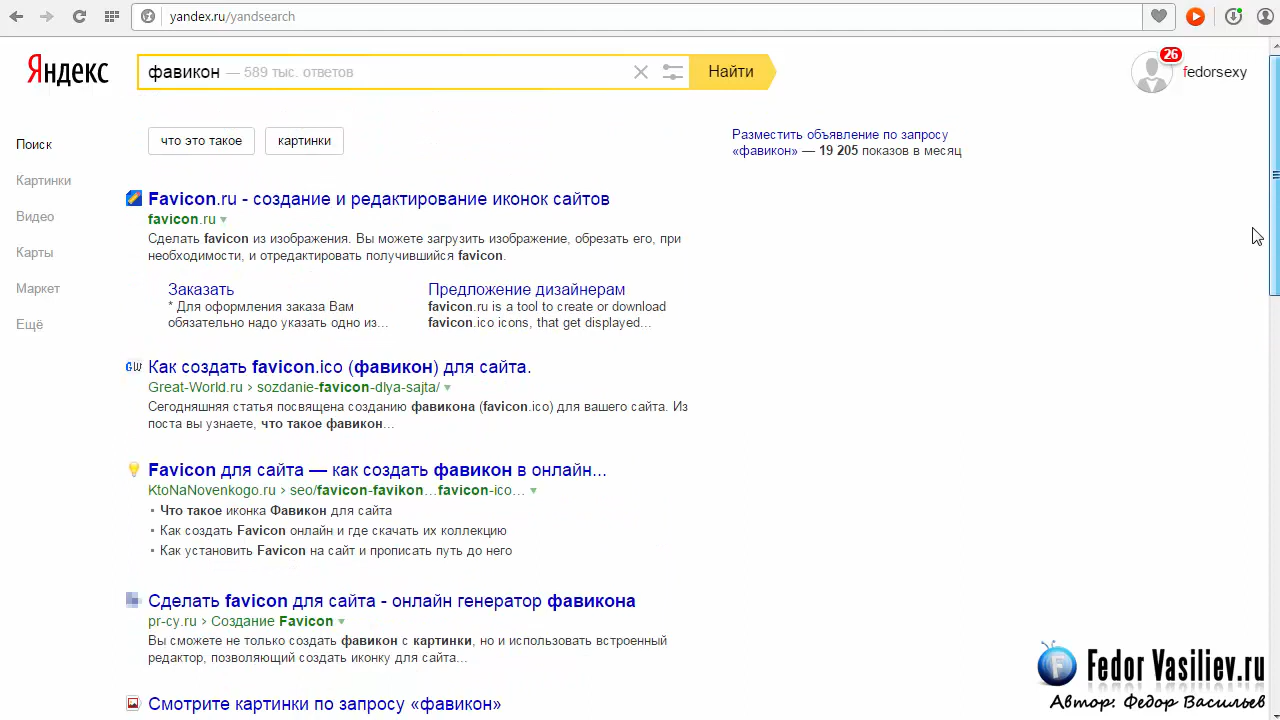 yandex.ru/yandsearch
Яндекс
фавикон — 589 тыс. ответов
Найти
26
fedorsexy
Поиск
Картинки
Видео
Карты
Маркет
Ещё
что это такое
картинки
Разместить объявление по запросу
«фавикон» — 19 205 показов в месяц
Favicon.ru - создание и редактирование иконок сайтов
favicon.ru
Сделать favicon из изображения. Вы можете загрузить изображение, обрезать его, при
необходимости, и отредактировать получившийся favicon.
Заказать
* Для оформления заказа Вам
обязательно надо указать одно из...
Предложение дизайнерам
favicon.ru is a tool to create or download
favicon.ico icons, that get displayed...
GW
Как создать favicon.ico (фавикон) для сайта.
Great-World.ru › sozdanie-favicon-dlya-sajta/
Сегодняшняя статья посвящена созданию фавикона (favicon.ico) для вашего сайта. Из
поста вы узнаете, что такое фавикон...
Favicon для сайта — как создать фавикон в онлайн...
KtoNaNovenkogo.ru › seo/favicon-favikon...favicon-ico...
• Что такое иконка Фавикон для сайта
• Как создать Favicon онлайн и где скачать их коллекцию
• Как установить Favicon на сайт и прописать путь до него
Сделать favicon для сайта - онлайн генератор фавикона
pr-cy.ru › Создание Favicon
Вы сможете не только создать фавикон с картинки, но и использовать встроенный
редактор, позволяющий создать иконку для сайта...
Смотрите картинки по запросу «фавикон»
F
Fedor Vasiliev.ru
Автор: Федор Васильев